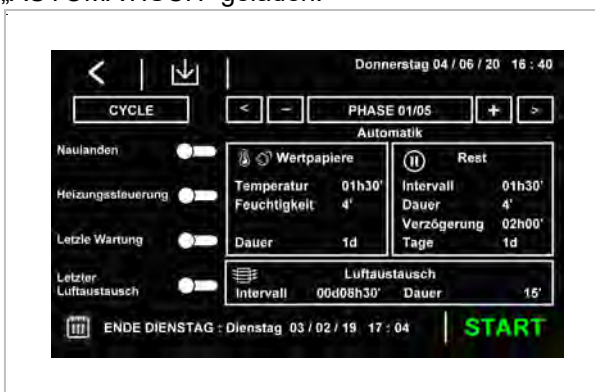 „AUTOMATISCH“ geladen.
< Donnerstag 04 / 06 / 20 16 : 40
CYCLE < − PHASE 01/05 + >
Automatik
Naulanden
Heizungssteuerung
Letzle Wartung
Letzter
Luftaustausch
Wertpapiere
Temperatur 01h30'
Feuchtigkeit 4'
Dauer 1d
Rest
Intervall 01h30'
Dauer 4'
Verzögerung 02h00'
Tage 1d
Luftaustausch
Intervall 00d08h30' Dauer 15'
ENDE DIENSTAG : Dienstag 03 / 02 / 19 17 : 04 START